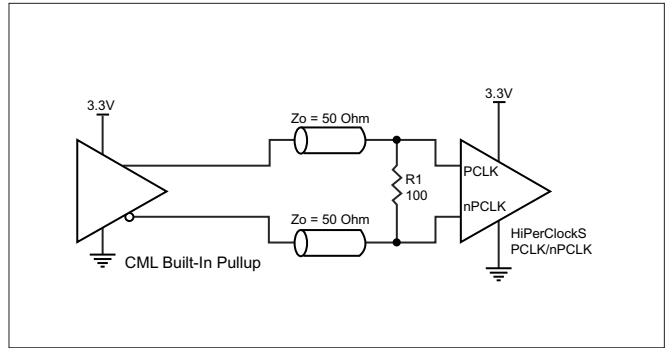 3.3V
3.3V
Zo = 50 Ohm
PCLK
R1
100
nPCLK
Zo = 50 Ohm
HiPerClockS
PCLK/nPCLK
CML Built-In Pullup